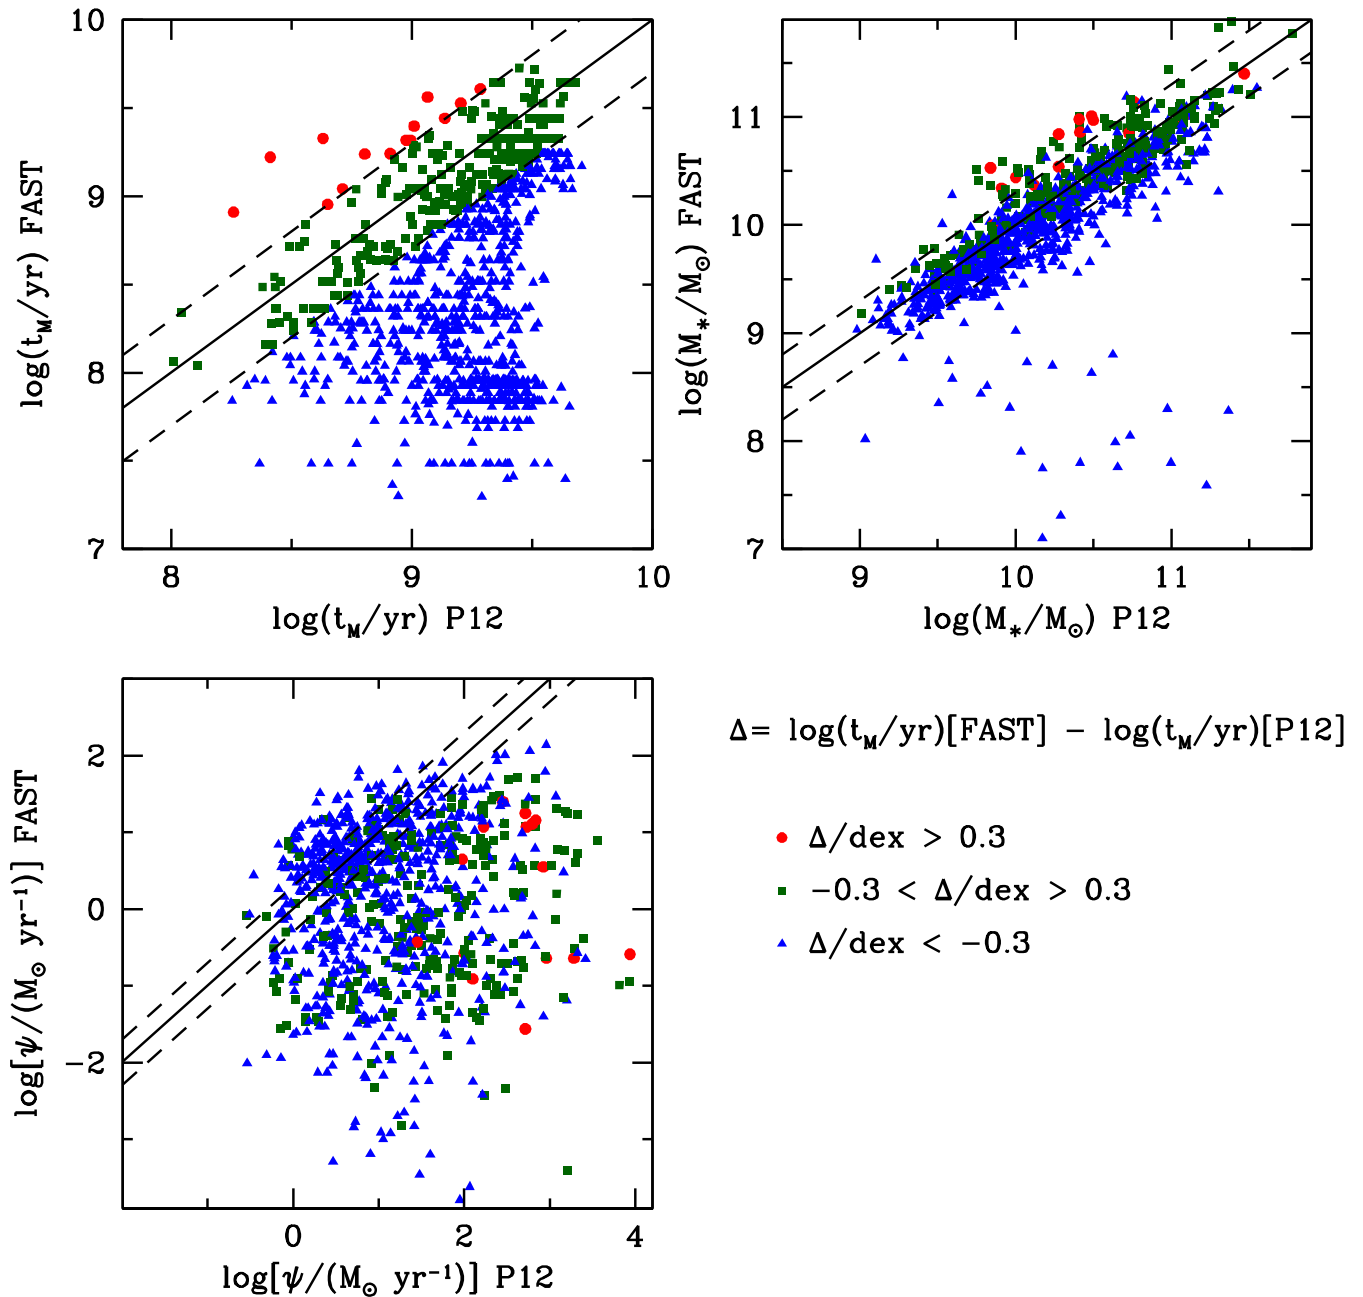 10
9
8
7
log(t_M/yr) FAST
8 9 10
log(t_M/yr) P12
11
10
9
8
7
log(M_*/M_⊙) FAST
9 10 11
log(M_*/M_⊙) P12
2
0
−2
log[ψ/(M_⊙ yr⁻¹)] FAST
0 2 4
log[ψ/(M_⊙ yr⁻¹)] P12
Δ= log(t_M/yr)[FAST] − log(t_M/yr)[P12]
Δ/dex > 0.3
−0.3 < Δ/dex > 0.3
Δ/dex < −0.3